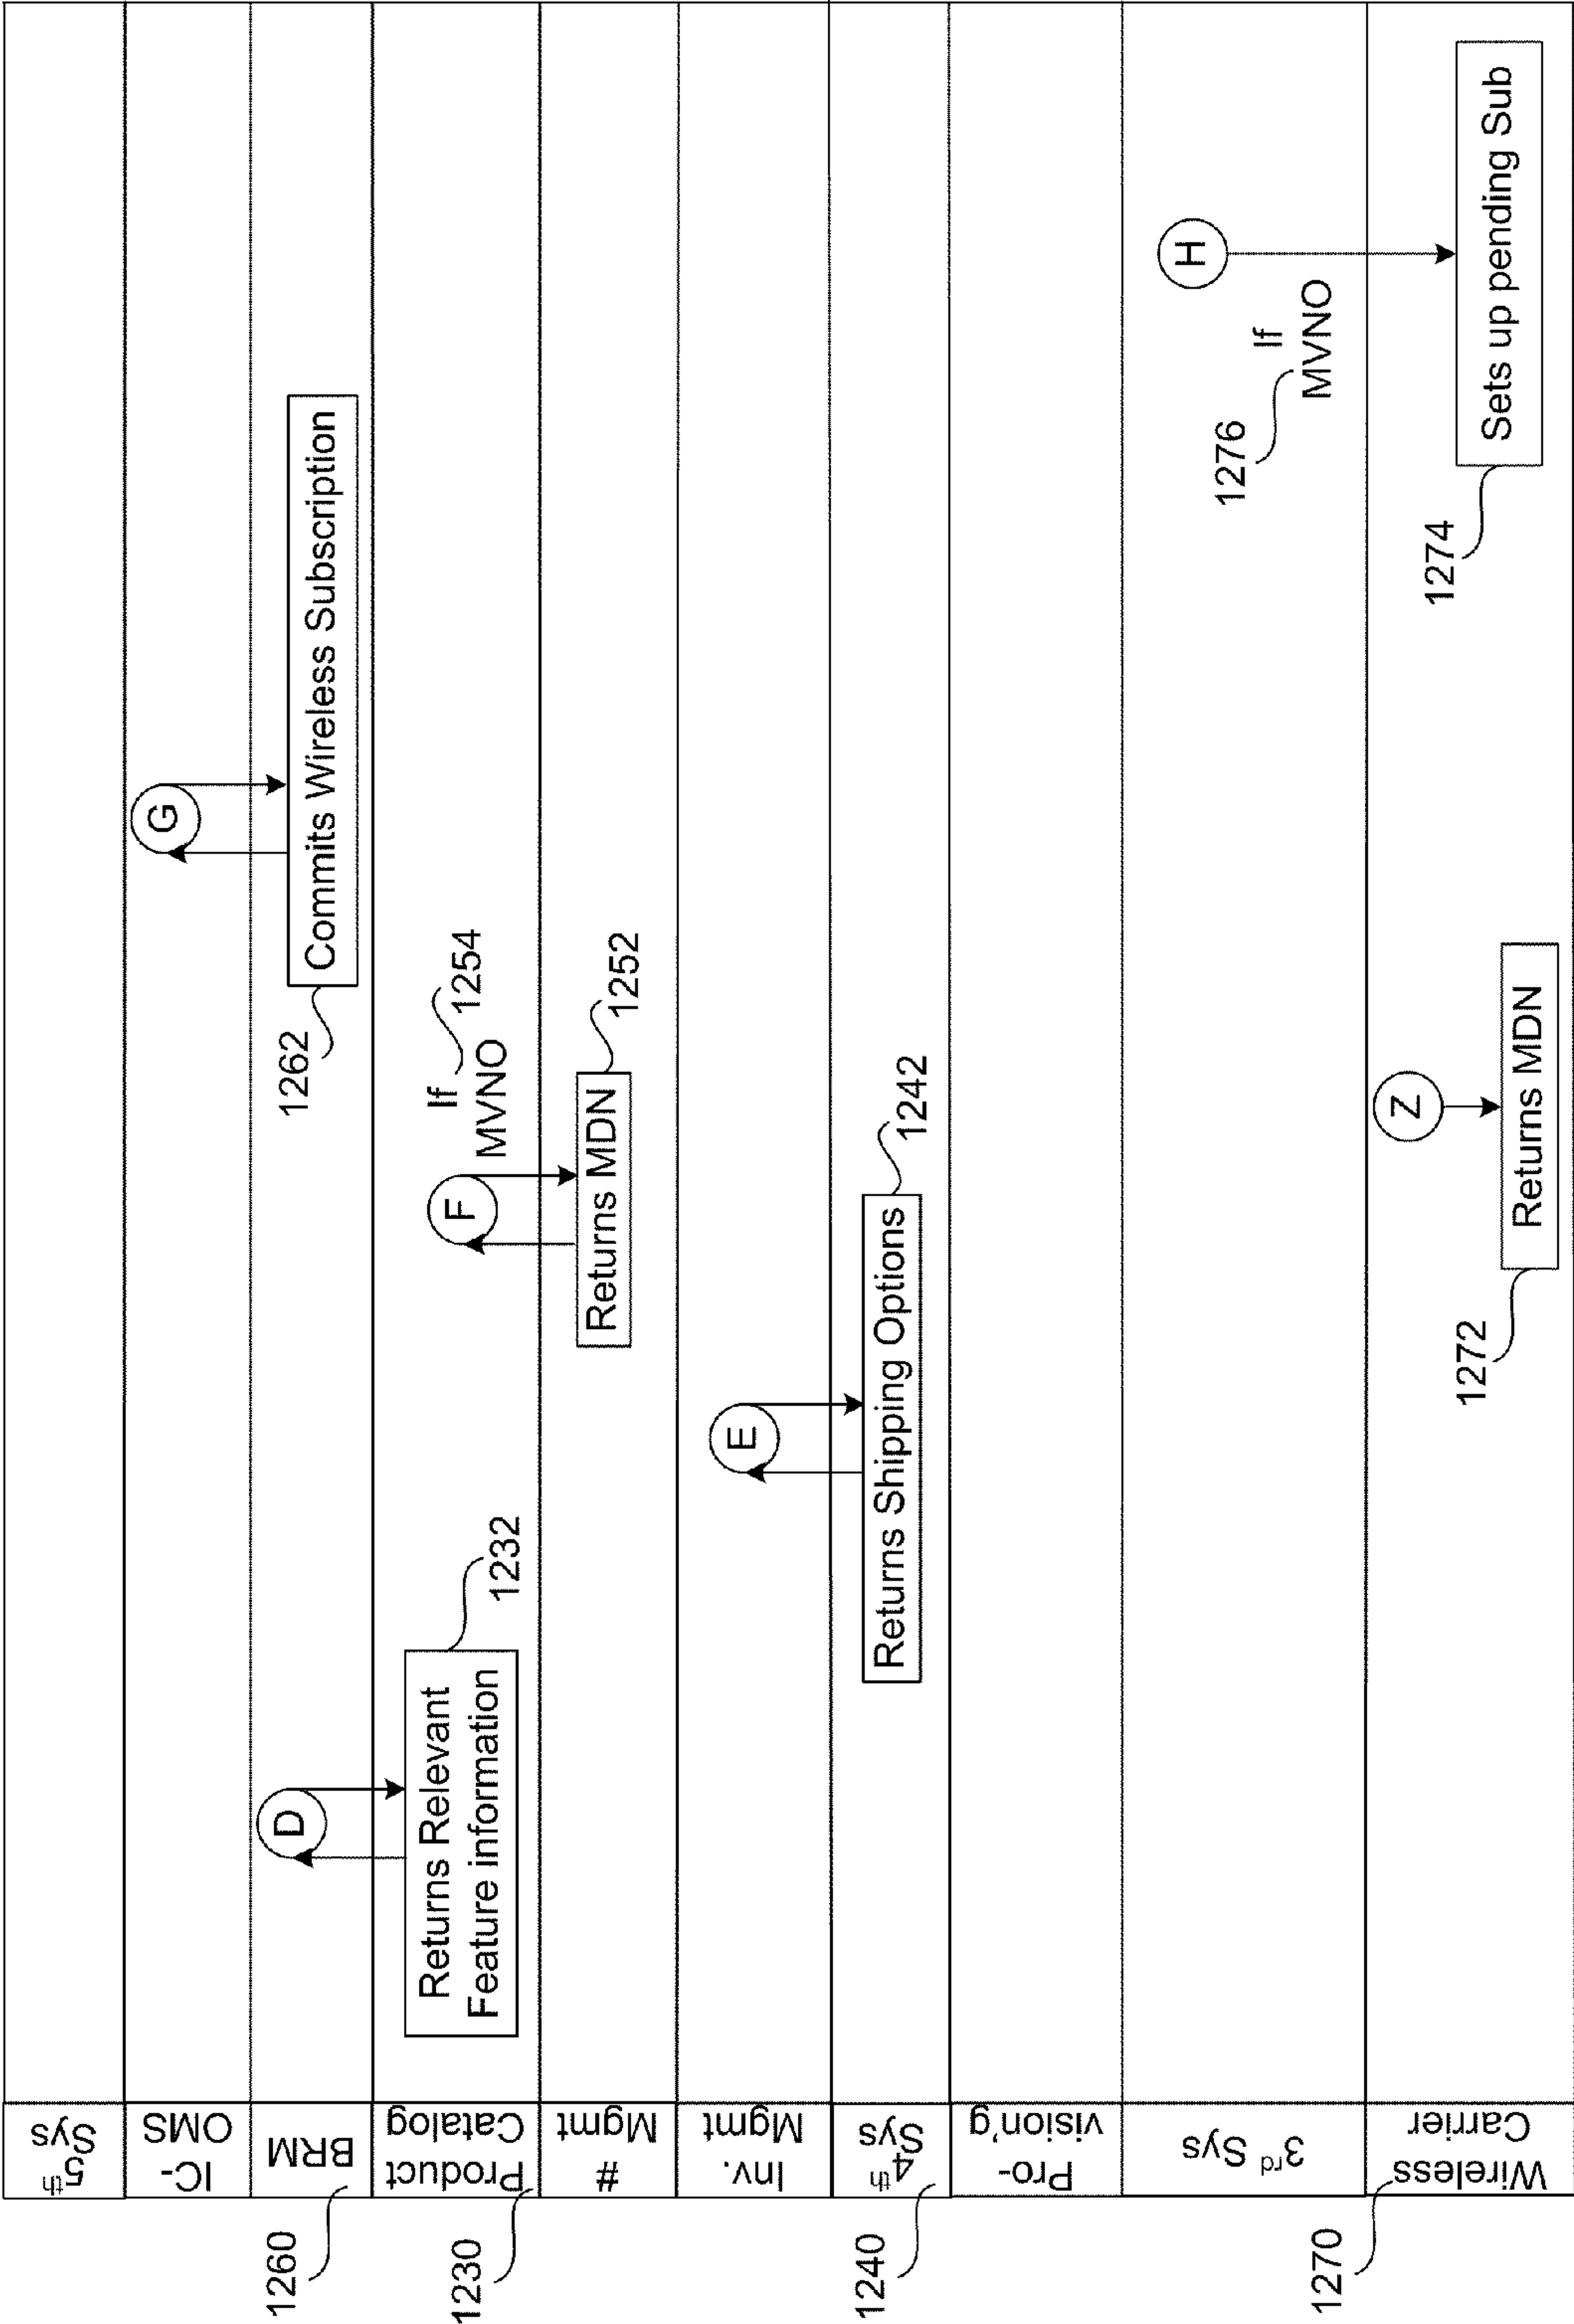 5th
Sys
IC-
OMS
BRM
Product
Catalog
#
Mgmt
Inv.
Mgmt
4th
Sys
Pro-
vision'g
3rd Sys
Wireless
Carrier
1260
1230
1240
1270
D
Returns Relevant
Feature information
1232
E
Returns Shipping Options
1242
F
If
MVNO
1254
Returns MDN
1252
Z
Returns MDN
1272
G
Commits Wireless Subscription
1262
H
If
MVNO
1276
Sets up pending Sub
1274